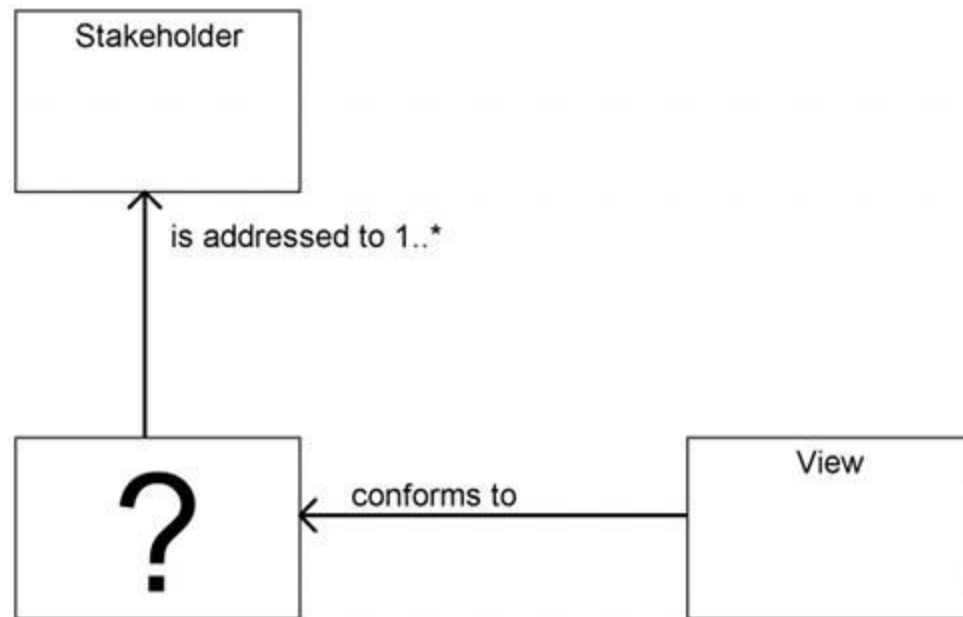 Stakeholder
is addressed to 1..*
?
conforms to
View